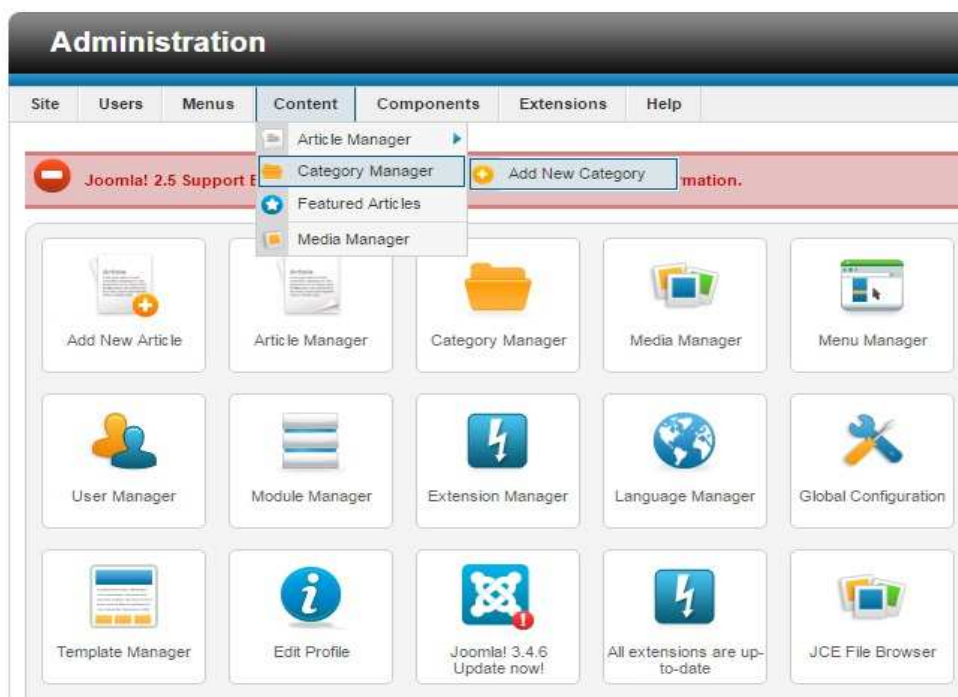 Administration
Site Users Menus Content Components Extensions Help
Article Manager
Joomla! 2.5 Support Category Manager Add New Category mation.
Featured Articles
Media Manager
Add New Article Article Manager Category Manager Media Manager Menu Manager
User Manager Module Manager Extension Manager Language Manager Global Configuration
Template Manager Edit Profile Joomla! 3.4.6 All extensions are up- JCE File Browser
Update now! to-date